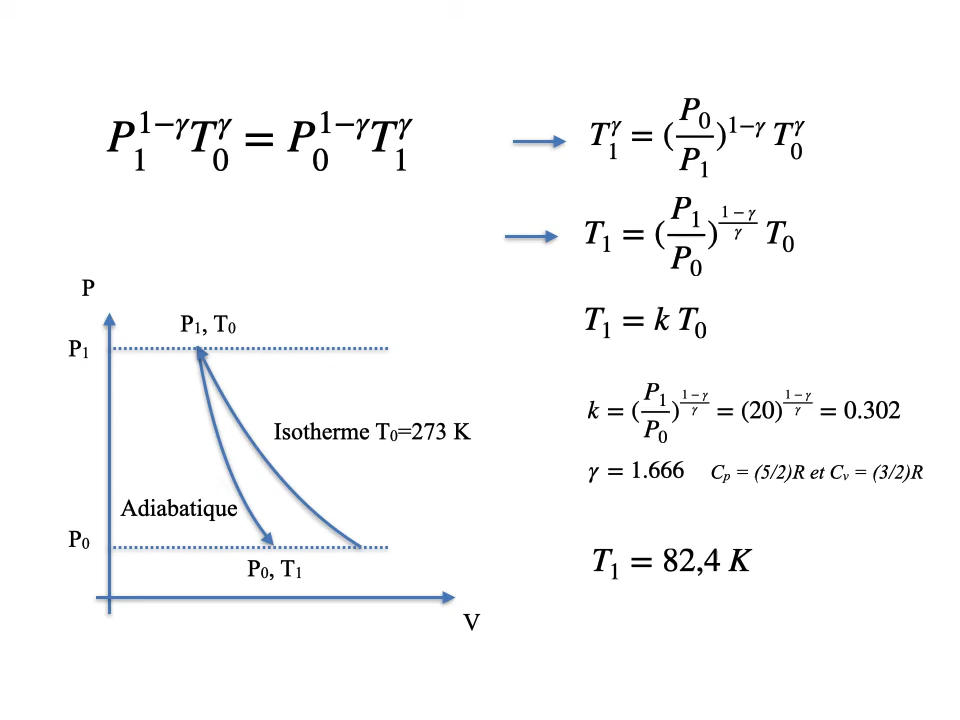 P₁^{1−γ} T₀^γ = P₀^{1−γ} T₁^γ
T₁^γ = (P₀/P₁)^{1−γ} T₀^γ
T₁ = (P₁/P₀)^{(1−γ)/γ} T₀
T₁ = k T₀
k = (P₁/P₀)^{(1−γ)/γ} = (20)^{(1−γ)/γ} = 0.302
γ = 1.666 Cₚ = (5/2)R et Cᵥ = (3/2)R
T₁ = 82,4 K
P
P₁, T₀
P₁
Isotherme T₀=273 K
Adiabatique
P₀
P₀, T₁
V